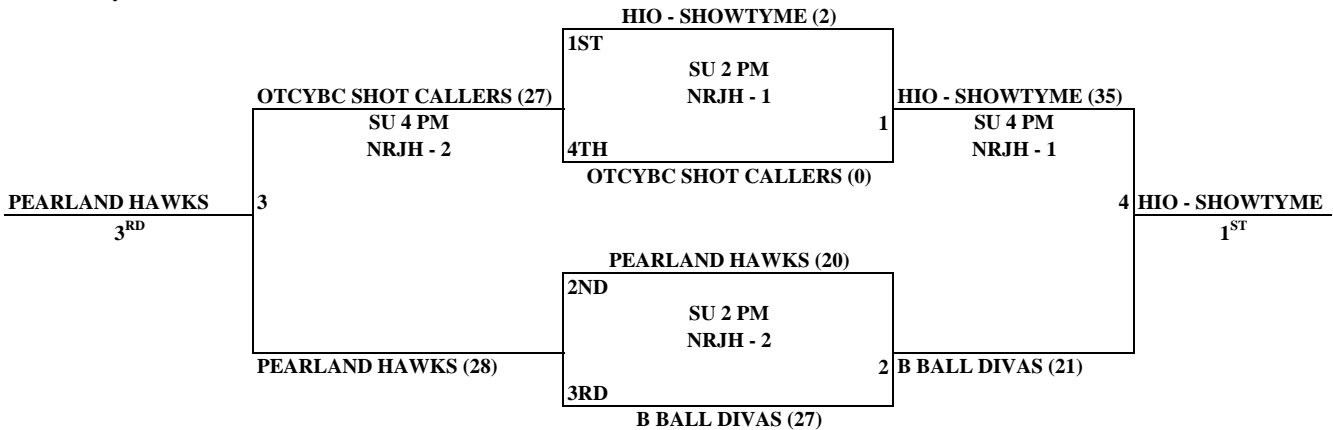 HIO - SHOWTYME (2)
1ST
SU 2 PM
NRJH - 1
OTCYBC SHOT CALLERS (27)
HIO - SHOWTYME (35)
SU 4 PM
NRJH - 2
1
SU 4 PM
NRJH - 1
4TH
OTCYBC SHOT CALLERS (0)
PEARLAND HAWKS
3
3RD
4
HIO - SHOWTYME
1ST
PEARLAND HAWKS (20)
2ND
SU 2 PM
NRJH - 2
PEARLAND HAWKS (28)
2
B BALL DIVAS (21)
3RD
B BALL DIVAS (27)